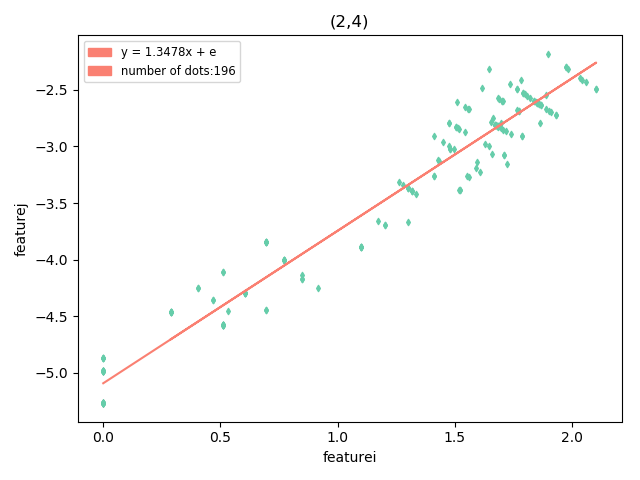 (2,4)
y = 1.3478x + e
number of dots:196
featurej
−2.5
−3.0
−3.5
−4.0
−4.5
−5.0
0.0 0.5 1.0 1.5 2.0
featurei